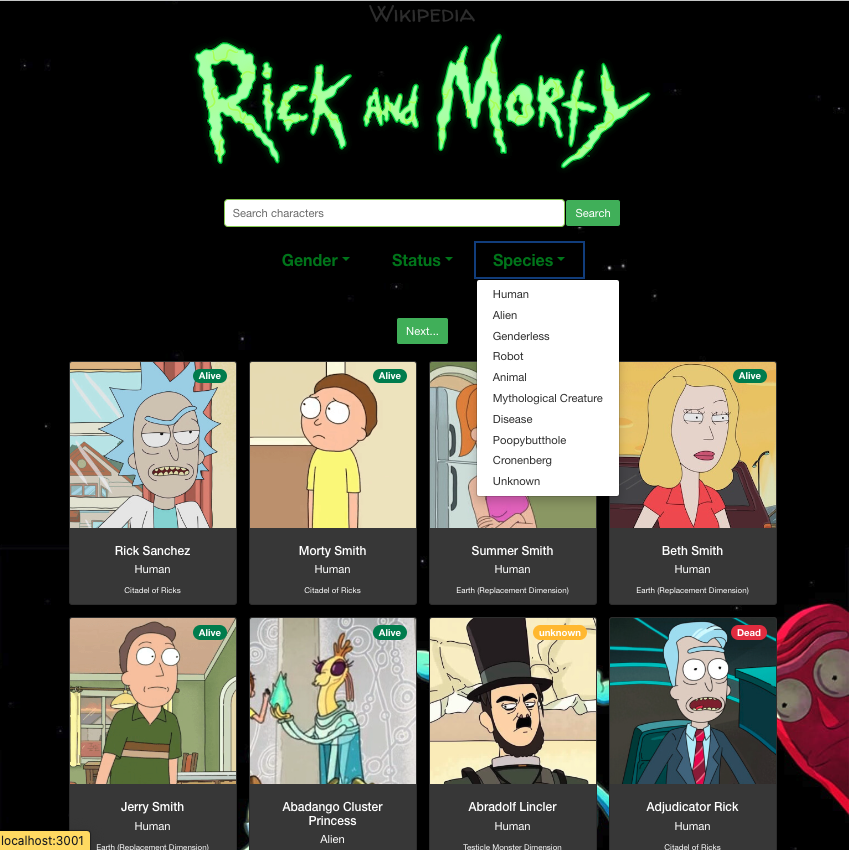 Wikipedia
Rick and Morty
Search characters
Search
Gender
Status
Species
Human
Alien
Genderless
Robot
Animal
Mythological Creature
Disease
Poopybutthole
Cronenberg
Unknown
Next...
Alive
Alive
Alive
Rick Sanchez
Morty Smith
Summer Smith
Beth Smith
Human
Human
Human
Human
Citadel of Ricks
Citadel of Ricks
Earth (Replacement Dimension)
Earth (Replacement Dimension)
Alive
Alive
unknown
Dead
Jerry Smith
Abadango Cluster
Princess
Abradolf Lincler
Adjudicator Rick
Human
Alien
Human
Human
Earth (Replacement Dimension)
Testicle Monster Dimension
Citadel of Ricks
localhost:3001